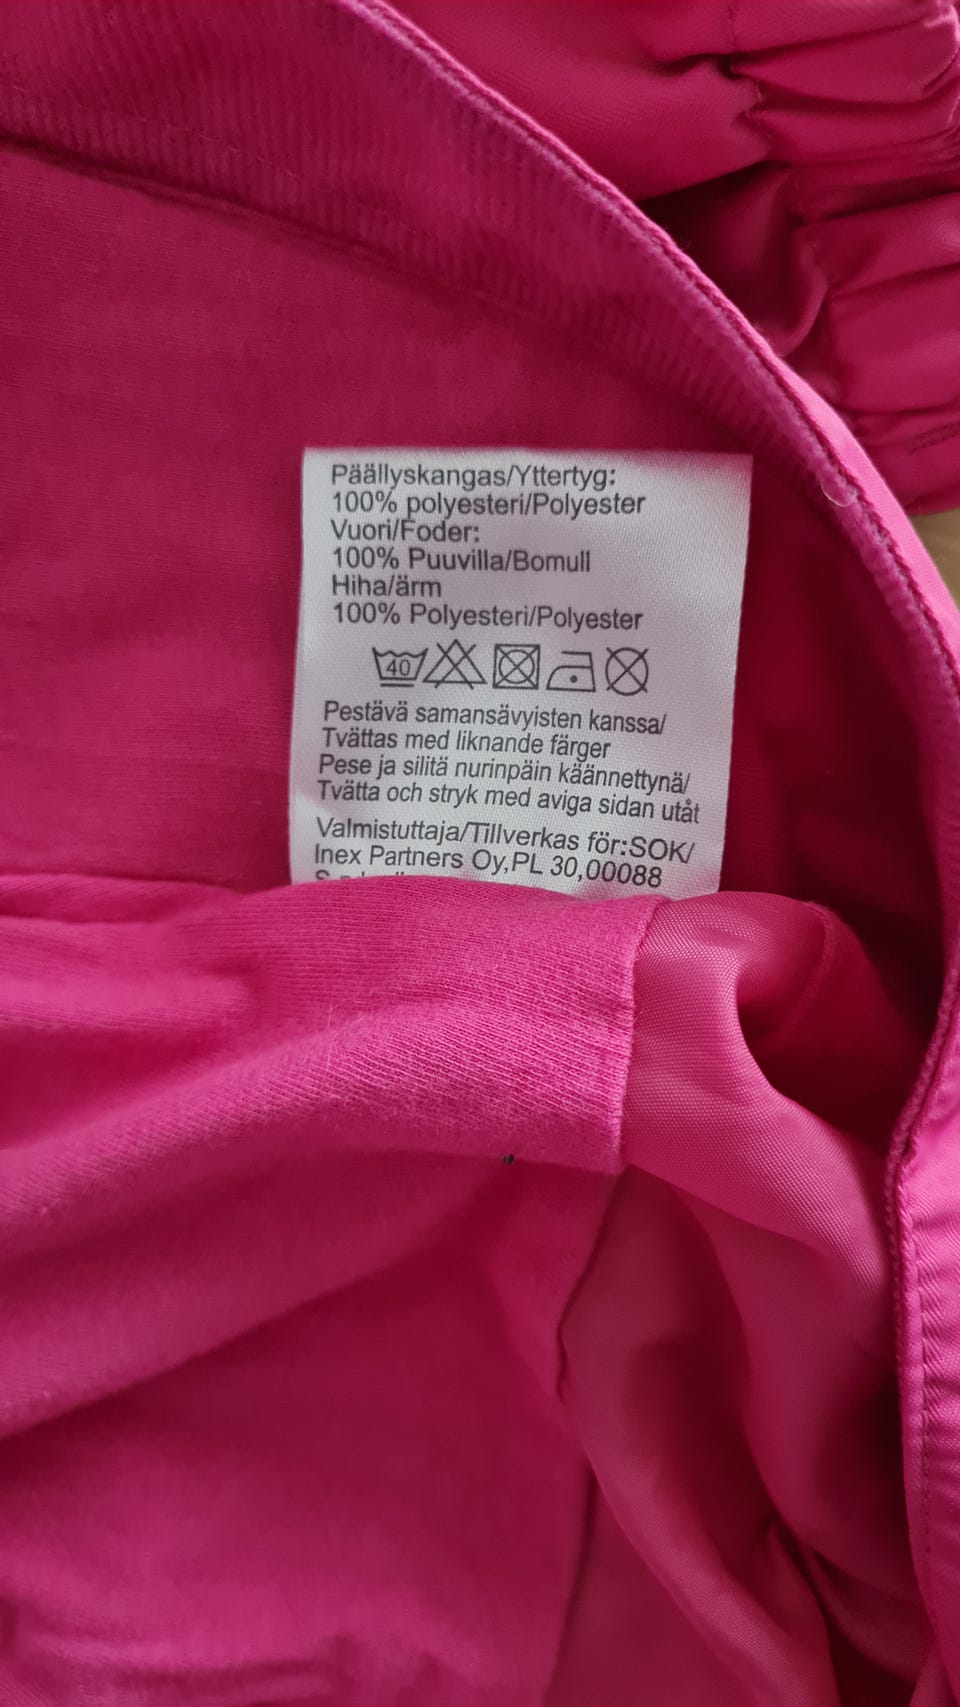 Päällyskangas/Yttertyg:
100% polyesteri/Polyester
Vuori/Foder:
100% Puuvilla/Bomull
Hiha/ärm
100% Polyesteri/Polyester
40
Pestävä samansävyisten kanssa/
Tvättas med liknande färger
Pese ja silitä nurinpäin käännettynä/
Tvätta och stryk med aviga sidan utåt
Valmistuttaja/Tillverkas för:SOK/
Inex Partners Oy,PL 30,00088